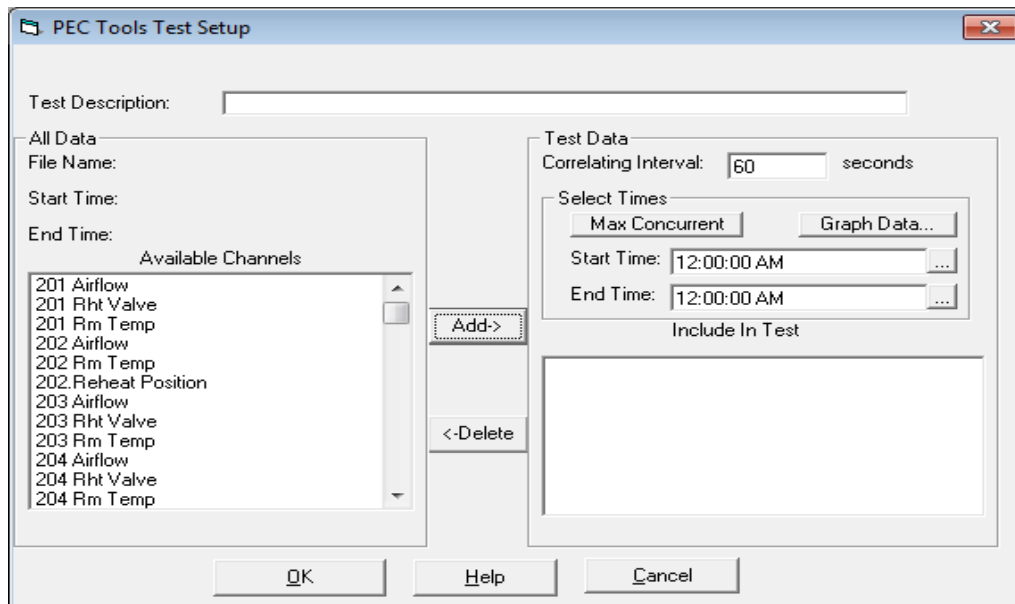 PEC Tools Test Setup
Test Description:
All Data
File Name:
Start Time:
End Time:
Available Channels
201 Airflow
201 Rht Valve
201 Rm Temp
202 Airflow
202 Rm Temp
202.Reheat Position
203 Airflow
203 Rht Valve
203 Rm Temp
204 Airflow
204 Rht Valve
204 Rm Temp
Add->
<-Delete
Test Data
Correlating Interval: 60 seconds
Select Times
Max Concurrent Graph Data...
Start Time: 12:00:00 AM ...
End Time: 12:00:00 AM ...
Include In Test
OK Help Cancel